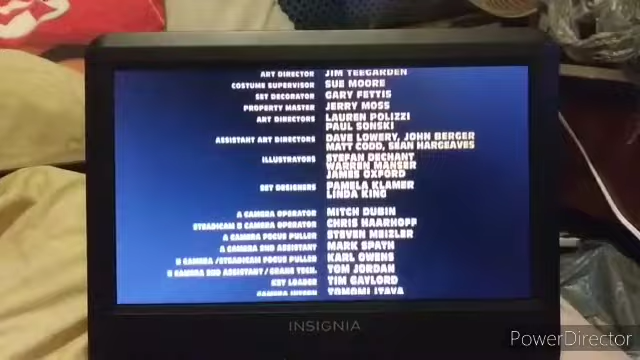 ART DIRECTOR JIM TEEGARDEN
COSTUME SUPERVISOR SUE MOORE
SET DECORATOR GARY FETTIS
PROPERTY MASTER JERRY MOSS
ART DIRECTORS LAUREN POLIZZI
PAUL SONSKI
ASSISTANT ART DIRECTORS DAVE LOWERY, JOHN BERGER
MATT CODD, SEAN HARGEAVES
ILLUSTRATORS STEFAN DECHANT
WARREN MANSER
JAMES OXFORD
SET DESIGNERS PAMELA KLAMER
LINDA KING
A CAMERA OPERATOR MITCH DUBIN
STEADICAM B CAMERA OPERATOR CHRIS HAARHOFF
A CAMERA FOCUS PULLER STEVEN MEIZLER
A CAMERA 2ND ASSISTANT MARK SPATH
B CAMERA/STEADICAM FOCUS PULLER KARL OWENS
B CAMERA 2ND ASSISTANT/CRANE TECH. TOM JORDAN
KEY LOADER TIM GAYLORD
CAMERA INTERN TOMOMI ITAYA
INSIGNIA
PowerDirector